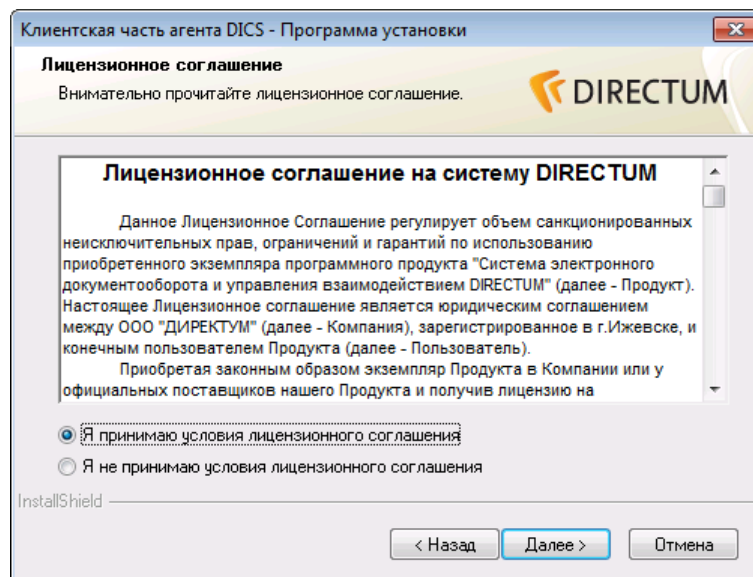 Клиентская часть агента DICS - Программа установки
Лицензионное соглашение
Внимательно прочитайте лицензионное соглашение.
DIRECTUM
Лицензионное соглашение на систему DIRECTUM
Данное Лицензионное Соглашение регулирует объем санкционированных
неисключительных прав, ограничений и гарантий по использованию
приобретенного экземпляра программного продукта "Система электронного
документооборота и управления взаимодействием DIRECTUM" (далее - Продукт).
Настоящее Лицензионное соглашение является юридическим соглашением
между ООО "ДИРЕКТУМ" (далее - Компания), зарегистрированное в г.Ижевске, и
конечным пользователем Продукта (далее - Пользователь).
Приобретая законным образом экземпляр Продукта в Компании или у
официальных поставщиков нашего Продукта и получив лицензию на
Я принимаю условия лицензионного соглашения
Я не принимаю условия лицензионного соглашения
InstallShield
< Назад
Далее >
Отмена